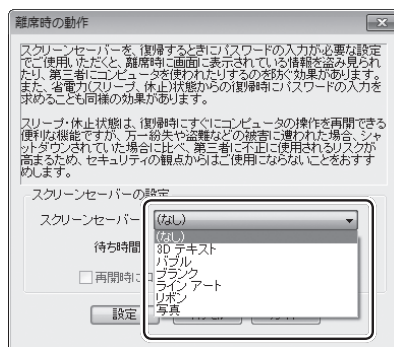 離席時の動作
スクリーンセーバーを、復帰するときにパスワードの入力が必要な設定
でご使用いただくと、離席時に画面に表示されている情報を盗み見られ
たり、第三者にコンピュータを使われたりするのを防ぐ効果があります。
また、省電力(スリープ、休止)状態からの復帰時にパスワードの入力を
求めることも同様の効果があります。
スリープ・休止状態は、復帰時にすぐにコンピュータの操作を再開できる
便利な機能ですが、万一紛失や盗難などの被害に遭われた場合、シャ
ットダウンされていた場合に比べ、第三者に不正に使用されるリスクが
高まるため、セキュリティの観点からはご使用にならないことをおすす
めします。
スクリーンセーバーの設定
スクリーンセーバー
(なし)
待ち時間
(なし)
3D テキスト
バブル
ブランク
ライン アート
リボン
写真
再開時に
設定